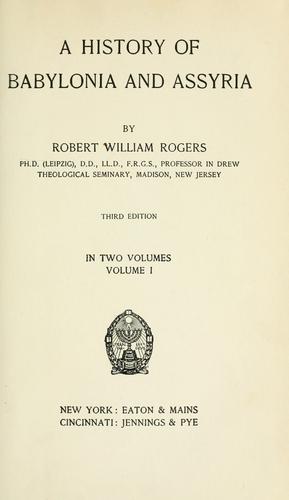 A HISTORY OF
BABYLONIA AND ASSYRIA
BY
ROBERT WILLIAM ROGERS
PH.D. (LEIPZIG), D.D., LL.D., F.R.G.S., PROFESSOR IN DREW
THEOLOGICAL SEMINARY, MADISON, NEW JERSEY
THIRD EDITION
IN TWO VOLUMES
VOLUME I
NEW YORK: EATON & MAINS
CINCINNATI: JENNINGS & PYE